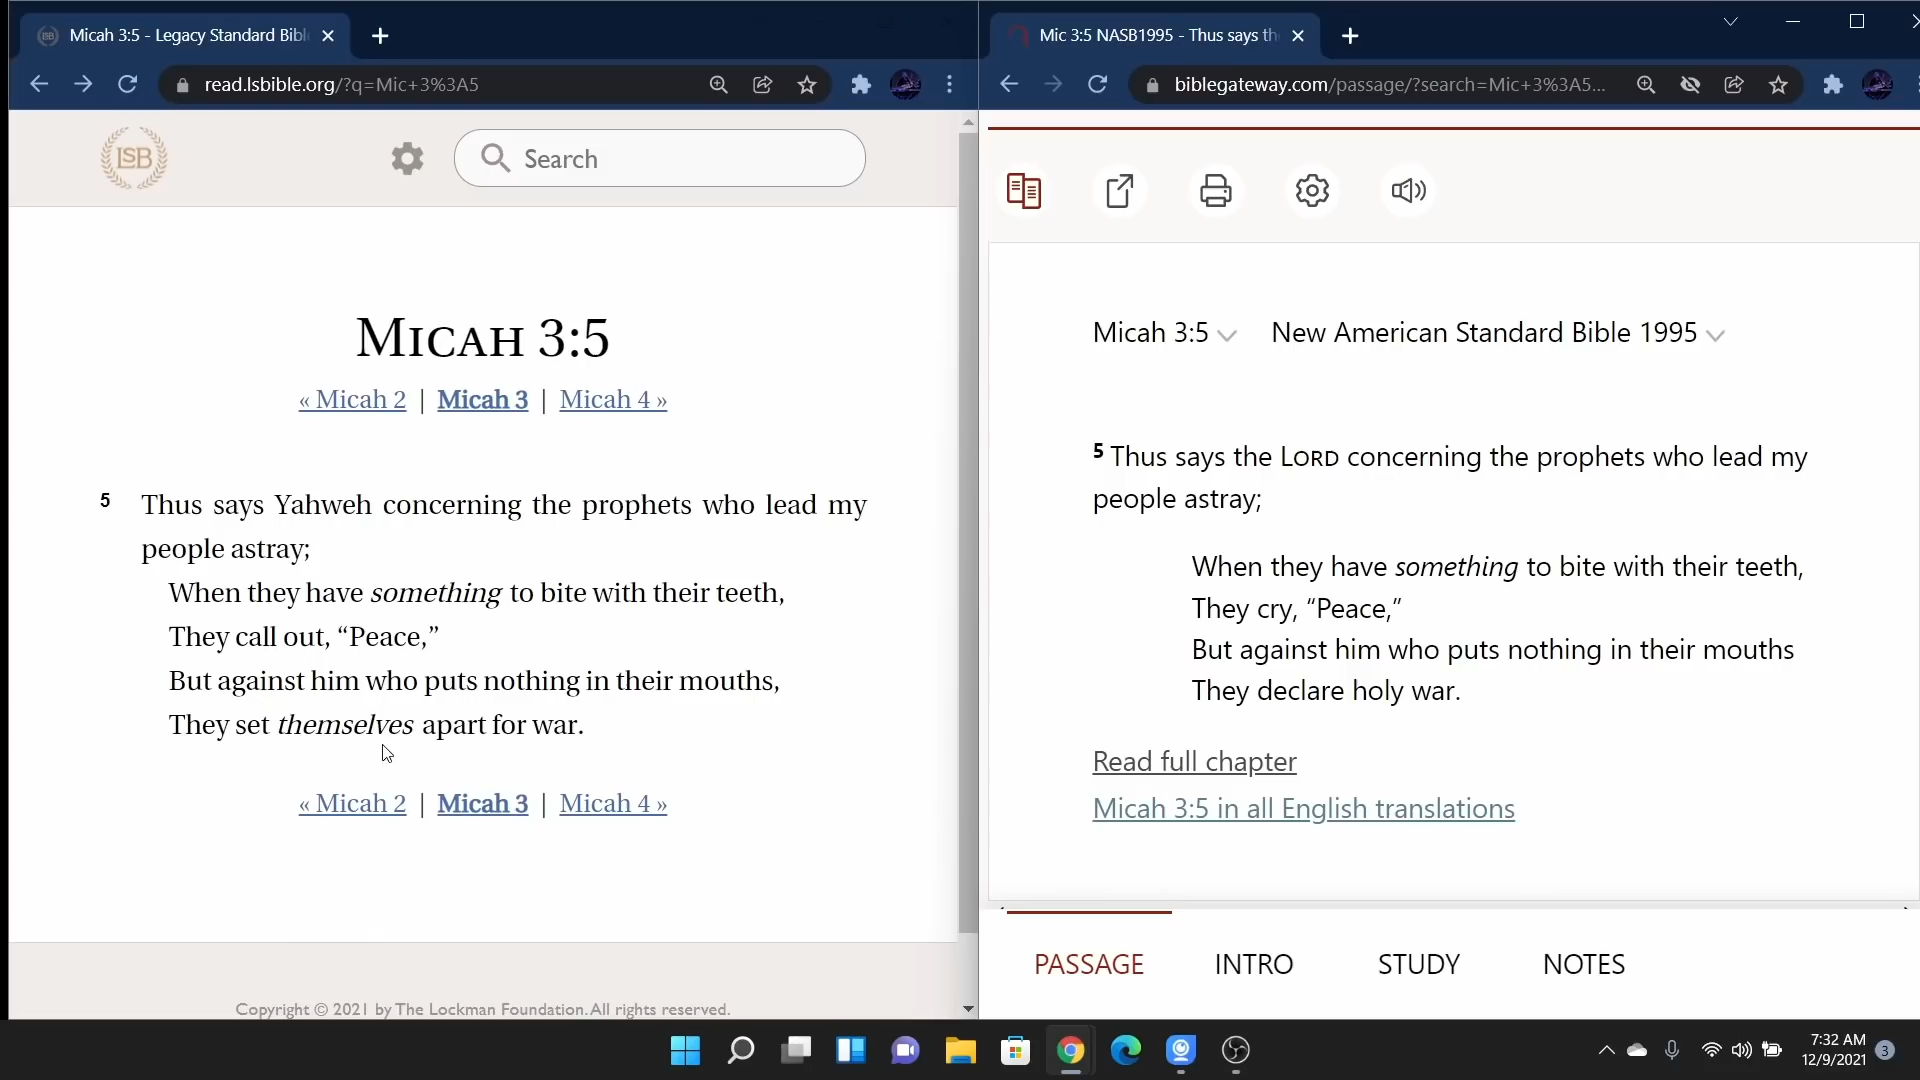 Micah 3:5 - Legacy Standard Bibl
read.lsbible.org/?q=Mic+3%3A5
LSB
Search
MICAH 3:5
« Micah 2 | Micah 3 | Micah 4 »
5 Thus says Yahweh concerning the prophets who lead my
people astray;
When they have something to bite with their teeth,
They call out, “Peace,”
But against him who puts nothing in their mouths,
They set themselves apart for war.
« Micah 2 | Micah 3 | Micah 4 »
Copyright © 2021 by The Lockman Foundation. All rights reserved.
Mic 3:5 NASB1995 - Thus says th
biblegateway.com/passage/?search=Mic+3%3A5...
Micah 3:5 New American Standard Bible 1995
5 Thus says the LORD concerning the prophets who lead my
people astray;
When they have something to bite with their teeth,
They cry, “Peace,”
But against him who puts nothing in their mouths
They declare holy war.
Read full chapter
Micah 3:5 in all English translations
PASSAGE INTRO STUDY NOTES
7:32 AM
12/9/2021
3